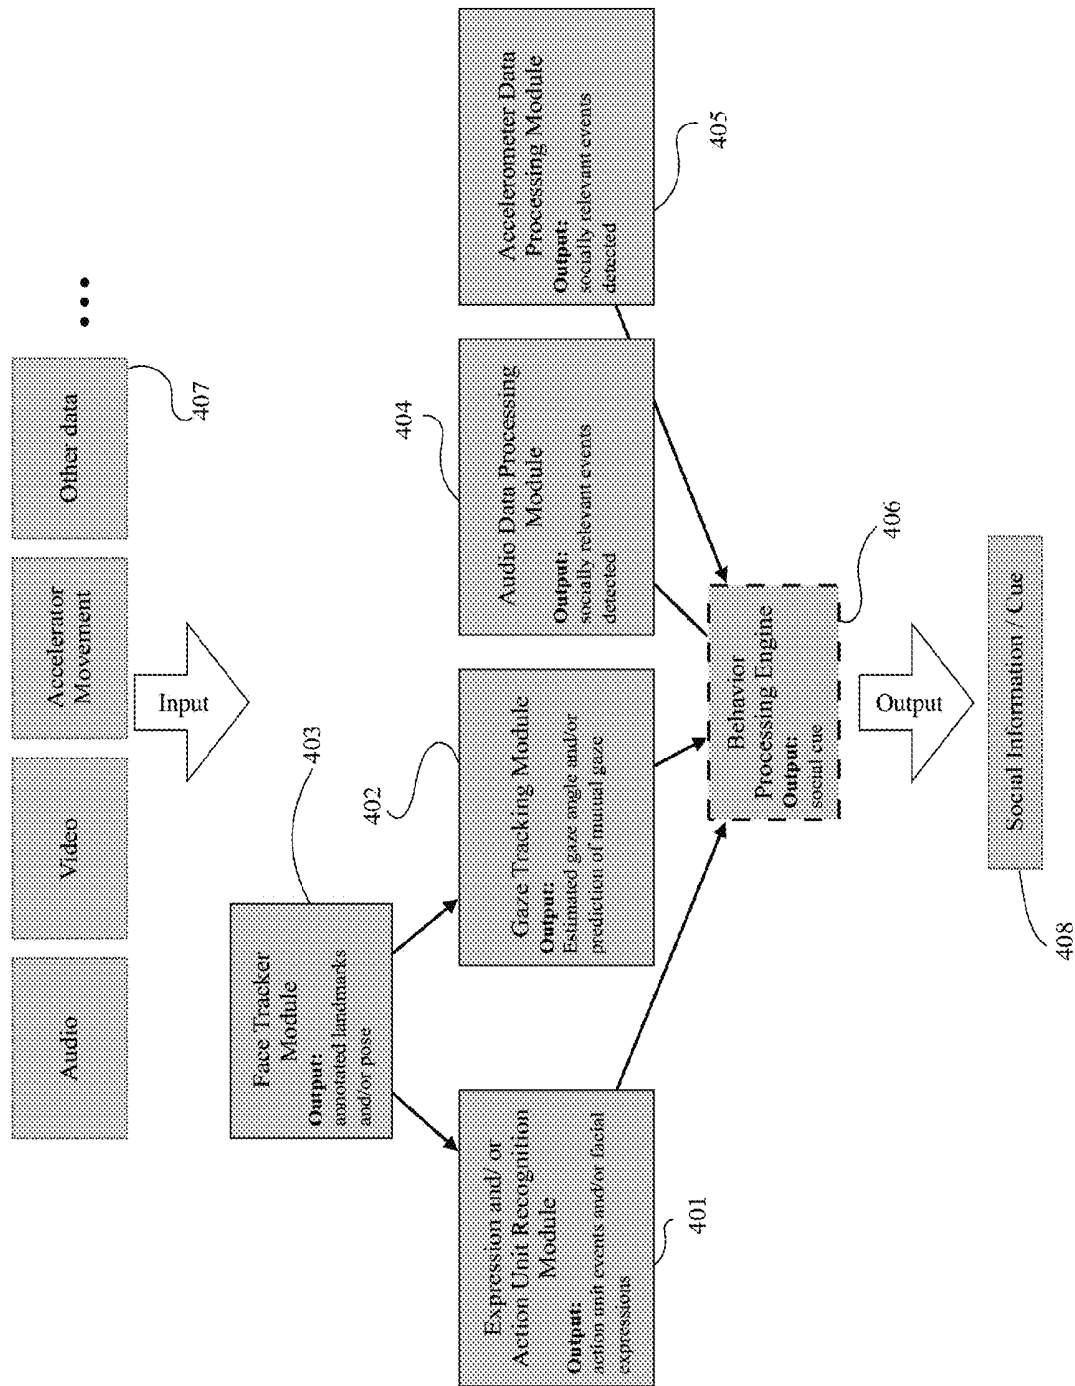 Audio
Video
Accelerator
Movement
Other data
407
Input
403
Face Tracker
Module
Output:
annotated landmarks
and/or pose
402
404
Expression and/ or
Action Unit Recognition
Module
Output:
action unit events and/or facial
expressions
401
Gaze Tracking Module
Output:
Estimated gaze angle and/or
prediction of mutual gaze
Audio Data Processing
Module
Output:
socially relevant events
detected
Accelerometer Data
Processing Module
Output:
socially relevant events
detected
405
Behavior
Processing Engine
Output:
social cue
406
Output
Social Information / Cue
408